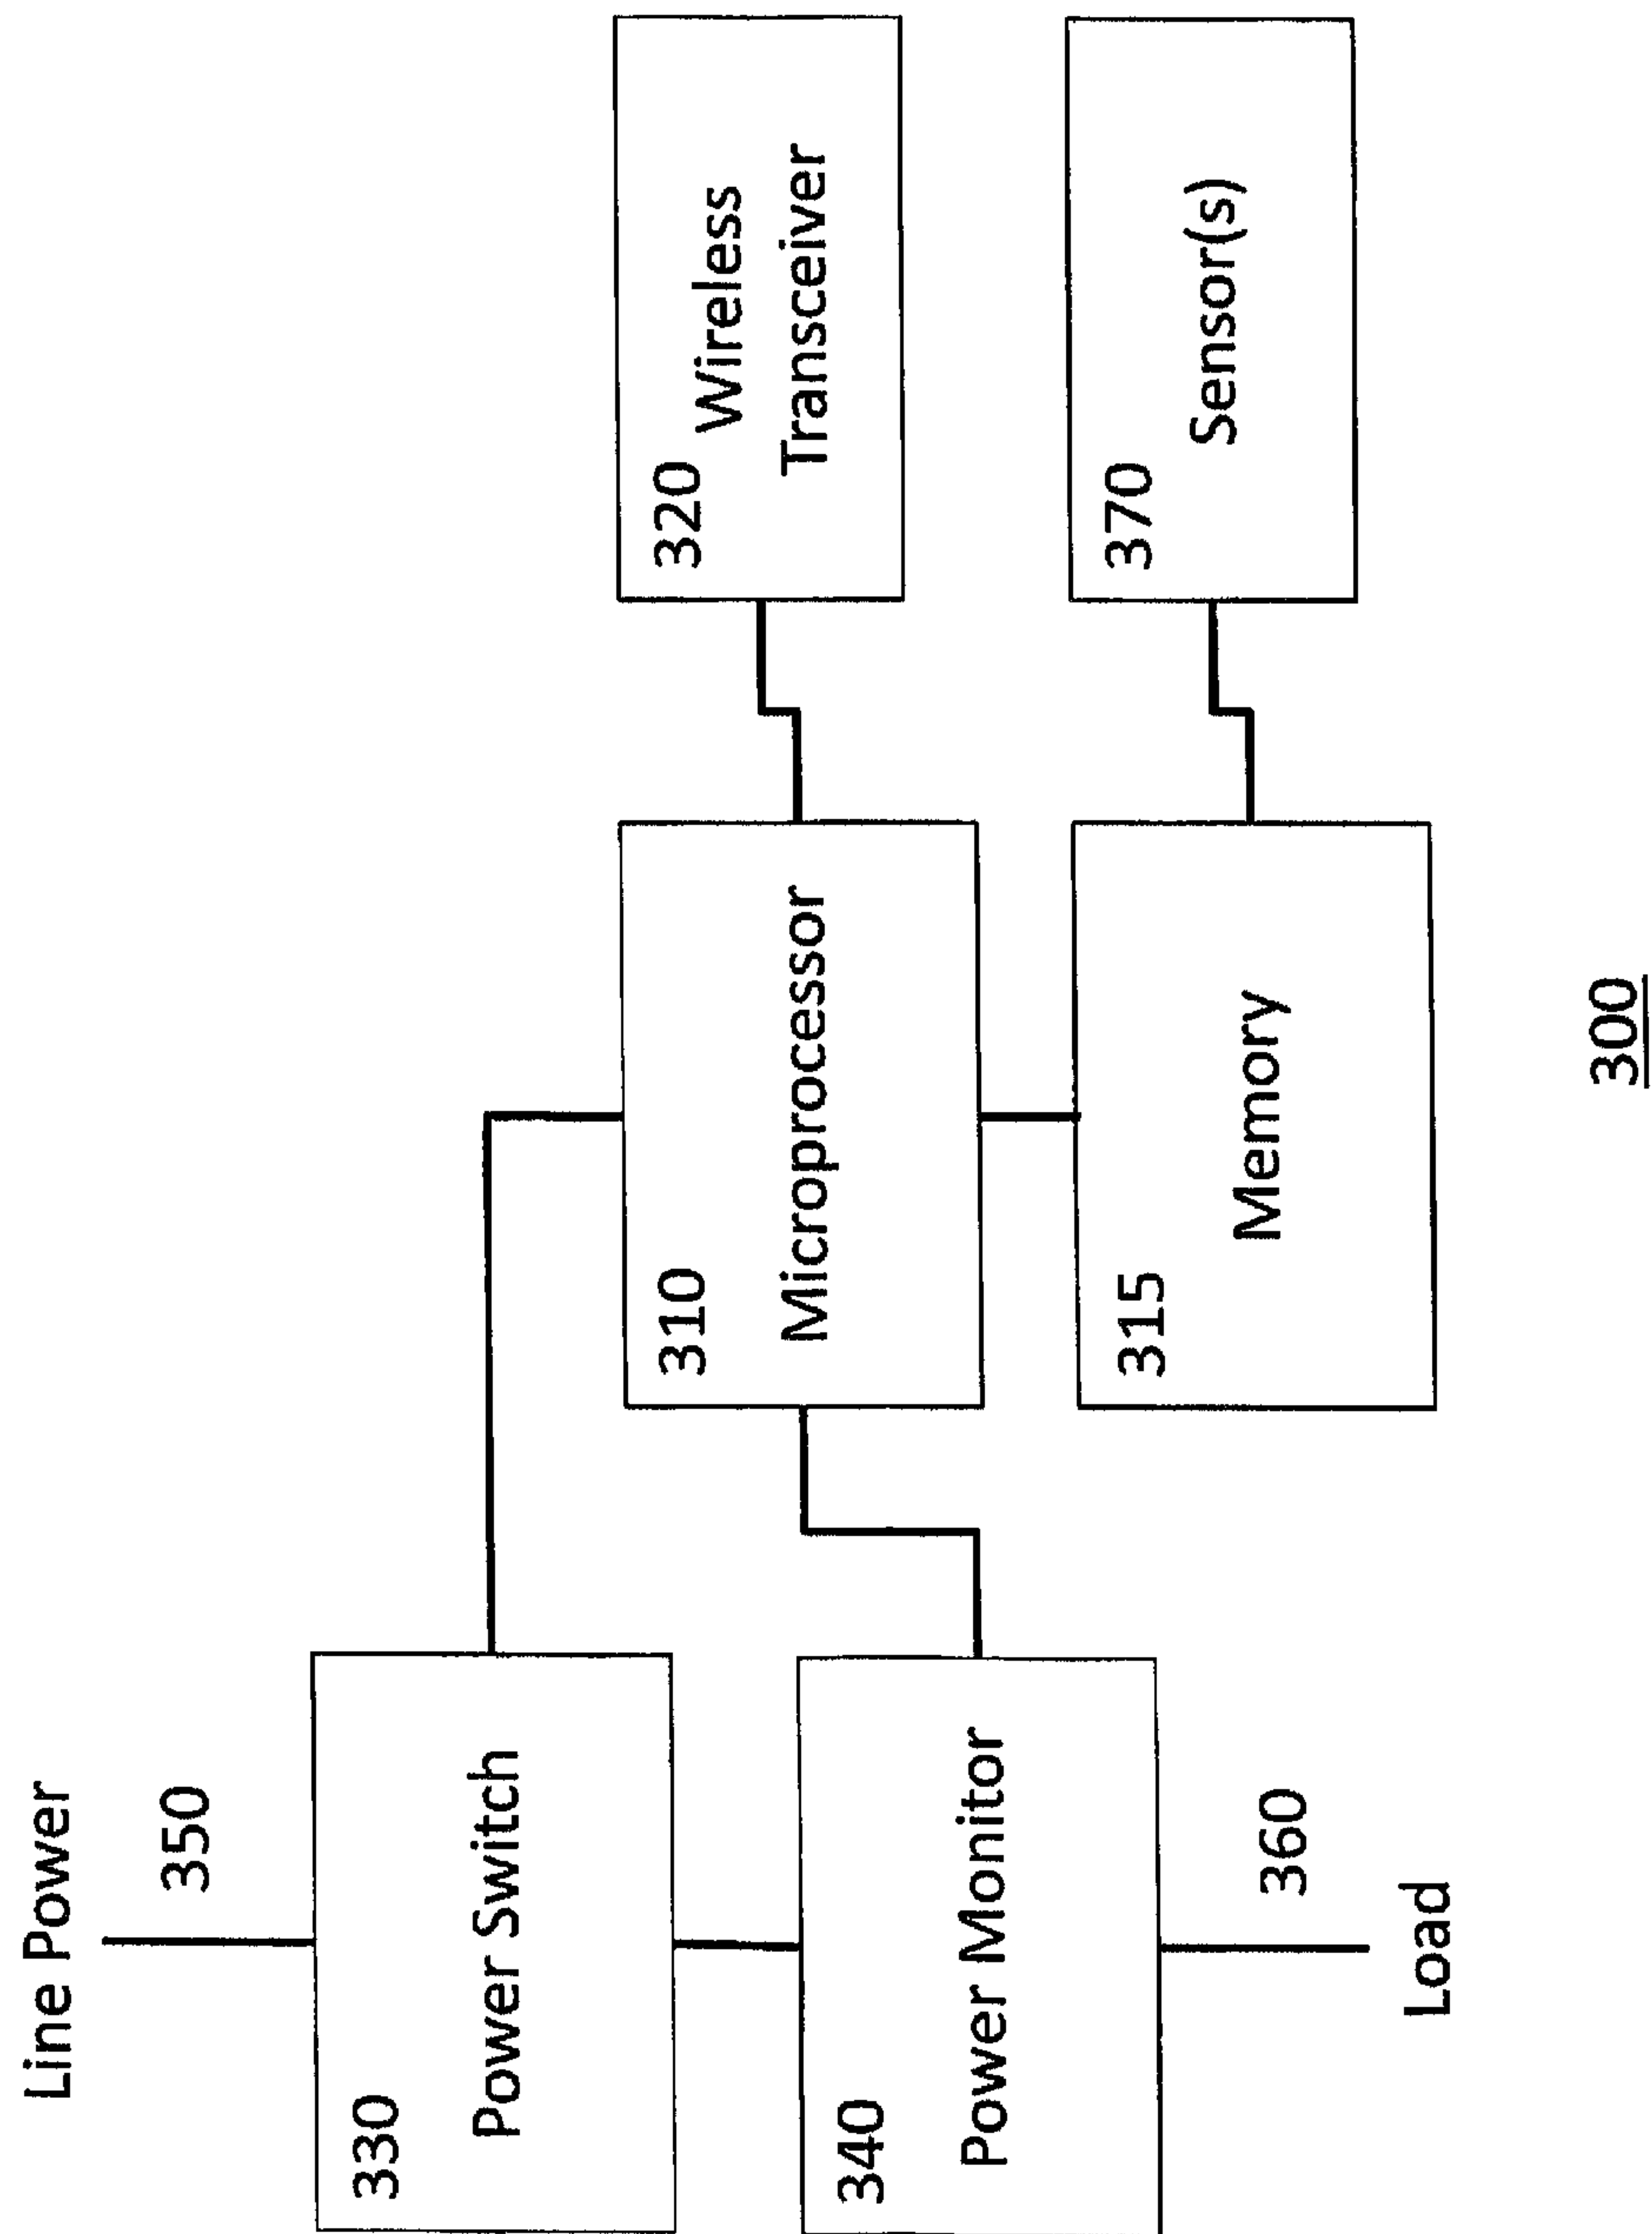 Line Power
350
330
Power Switch
340
Power Monitor
360
Load
310
Microprocessor
315
Memory
320
Wireless
Transceiver
370
Sensor(s)
300